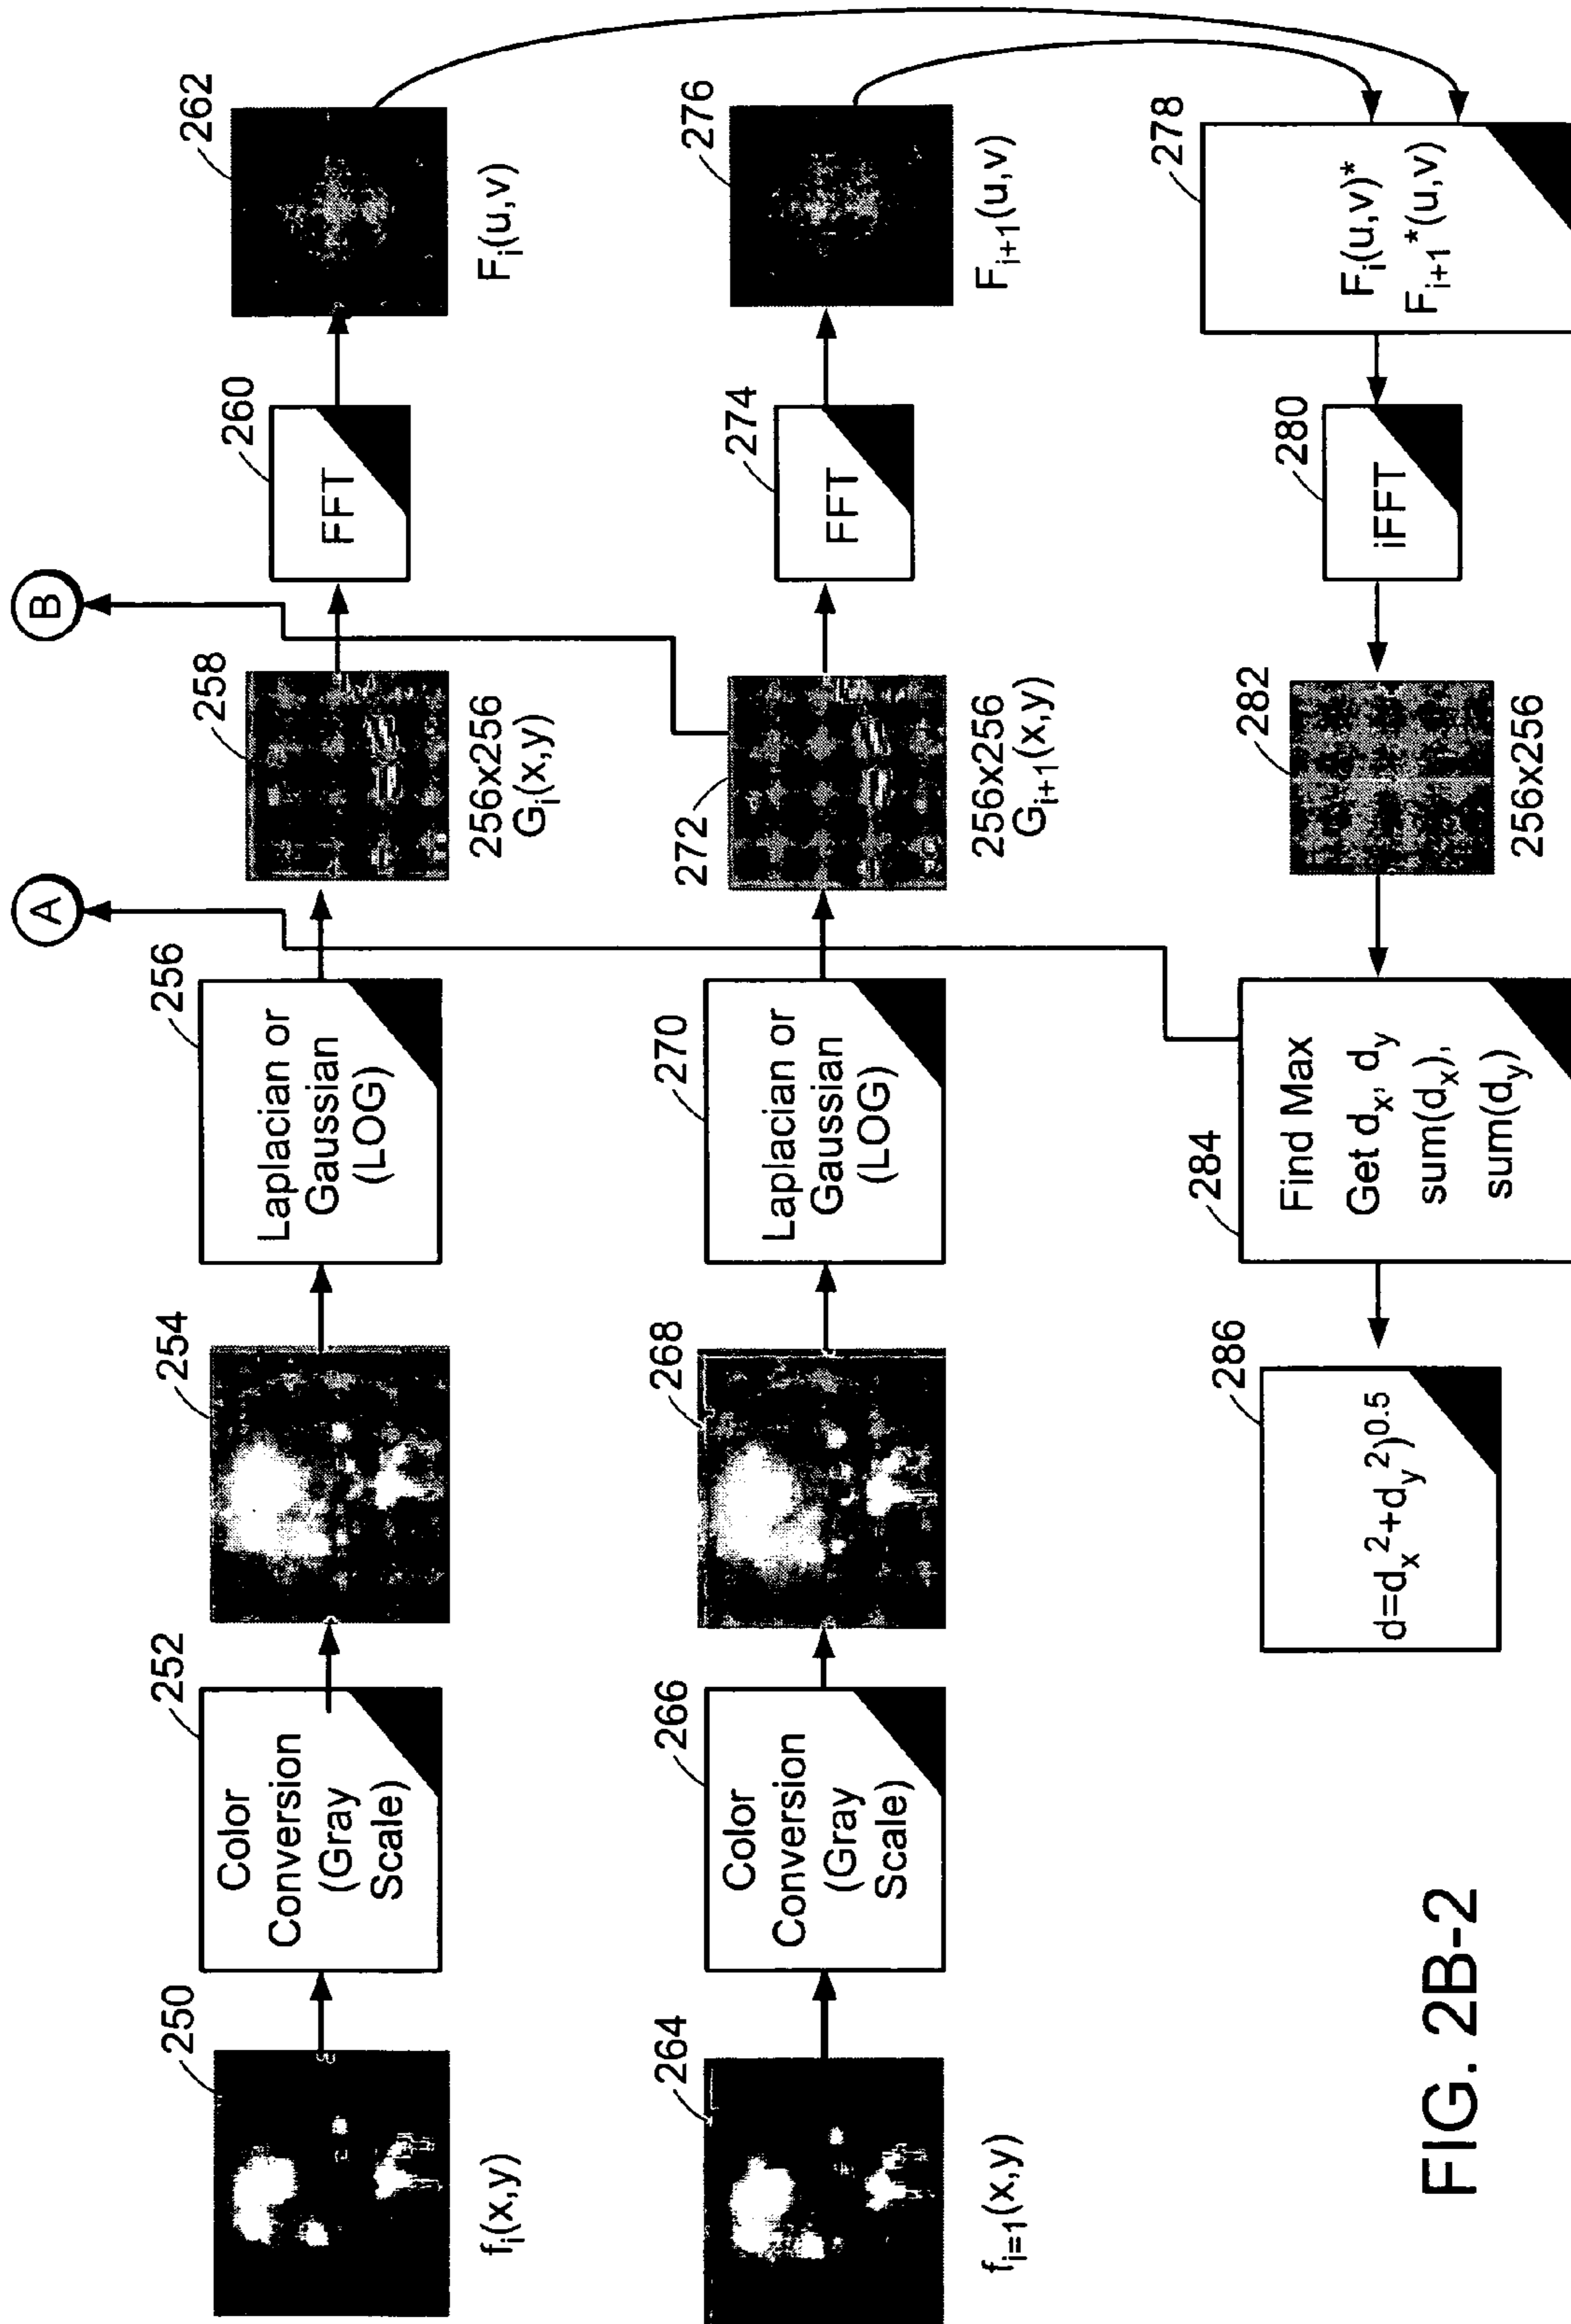 A
B
250
252
254
256
258
260
262
Color
Conversion
(Gray
Scale)
Laplacian or
Gaussian
(LOG)
FFT
f_i(x,y)
256x256
G_i(x,y)
F_i(u,v)
264
266
268
270
272
274
276
Color
Conversion
(Gray
Scale)
Laplacian or
Gaussian
(LOG)
FFT
f_{i=1}(x,y)
256x256
G_{i+1}(x,y)
F_{i+1}(u,v)
286
284
282
280
278
d=d_x^2+d_y^2)^0.5
Find Max
Get d_x, d_y
sum(d_x),
sum(d_y)
256x256
iFFT
F_i(u,v)*
F_{i+1}*(u,v)
FIG. 2B-2